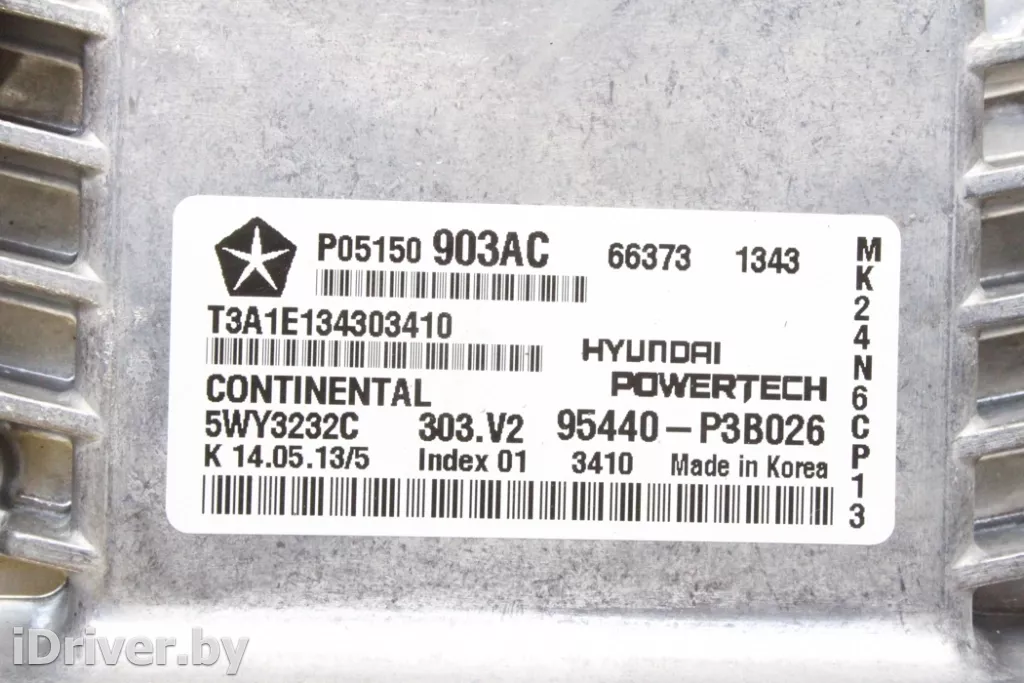 P05150 903AC 66373 1343
T3A1E134303410
HYUNDAI
POWERTECH
CONTINENTAL
5WY3232C 303.V2 95440-P3B026
K 14.05.13/5 Index 01 3410 Made in Korea
MK24N6CP13
iDriver.by